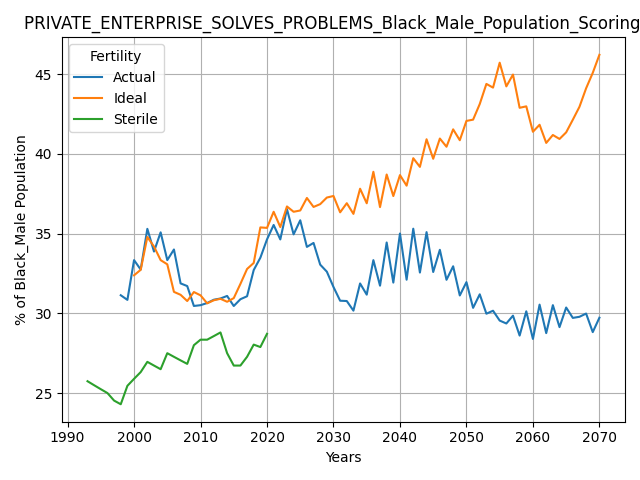 PRIVATE_ENTERPRISE_SOLVES_PROBLEMS_Black_Male_Population_Scoring
Fertility
Actual
Ideal
Sterile
% of Black_Male Population
45
40
35
30
25
1990 2000 2010 2020 2030 2040 2050 2060 2070
Years